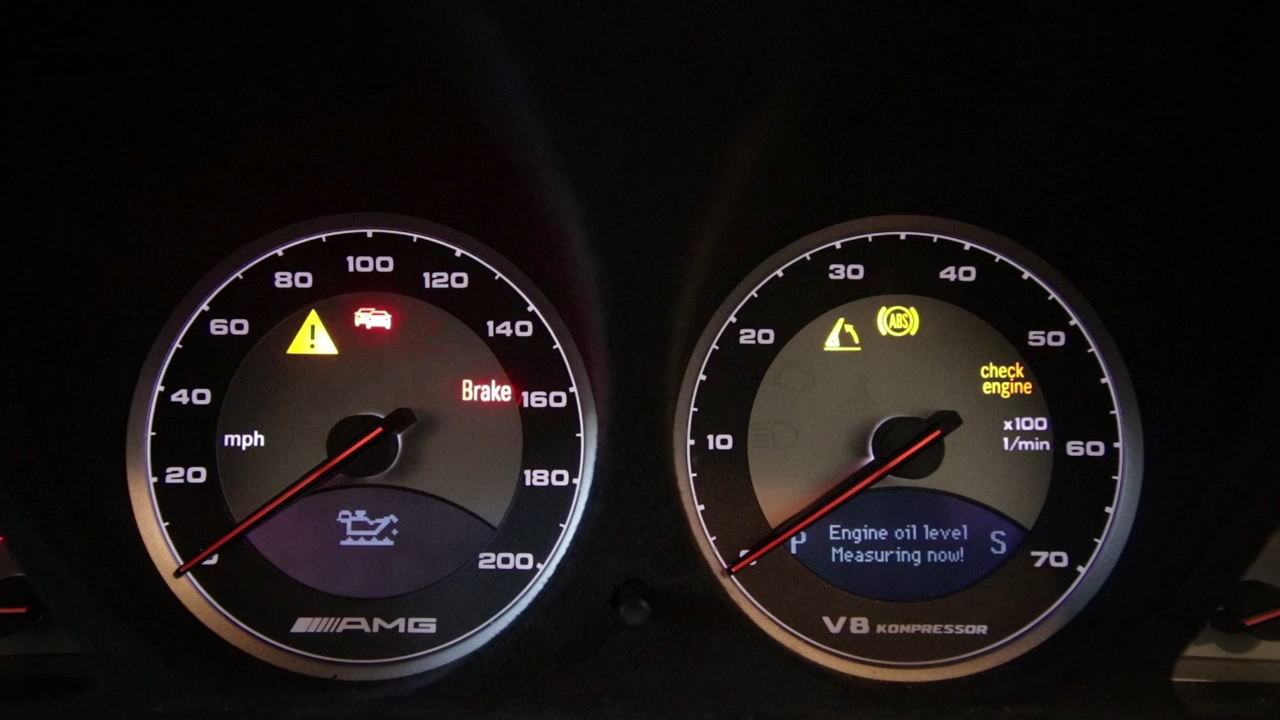 100
80
120
60
140
Brake
40
160
mph
20
180
200
AMG
30
40
20
ABS
50
check
engine
x100
1/min
10
60
P
Engine oil level
Measuring now!
S
70
V8 KOMPRESSOR